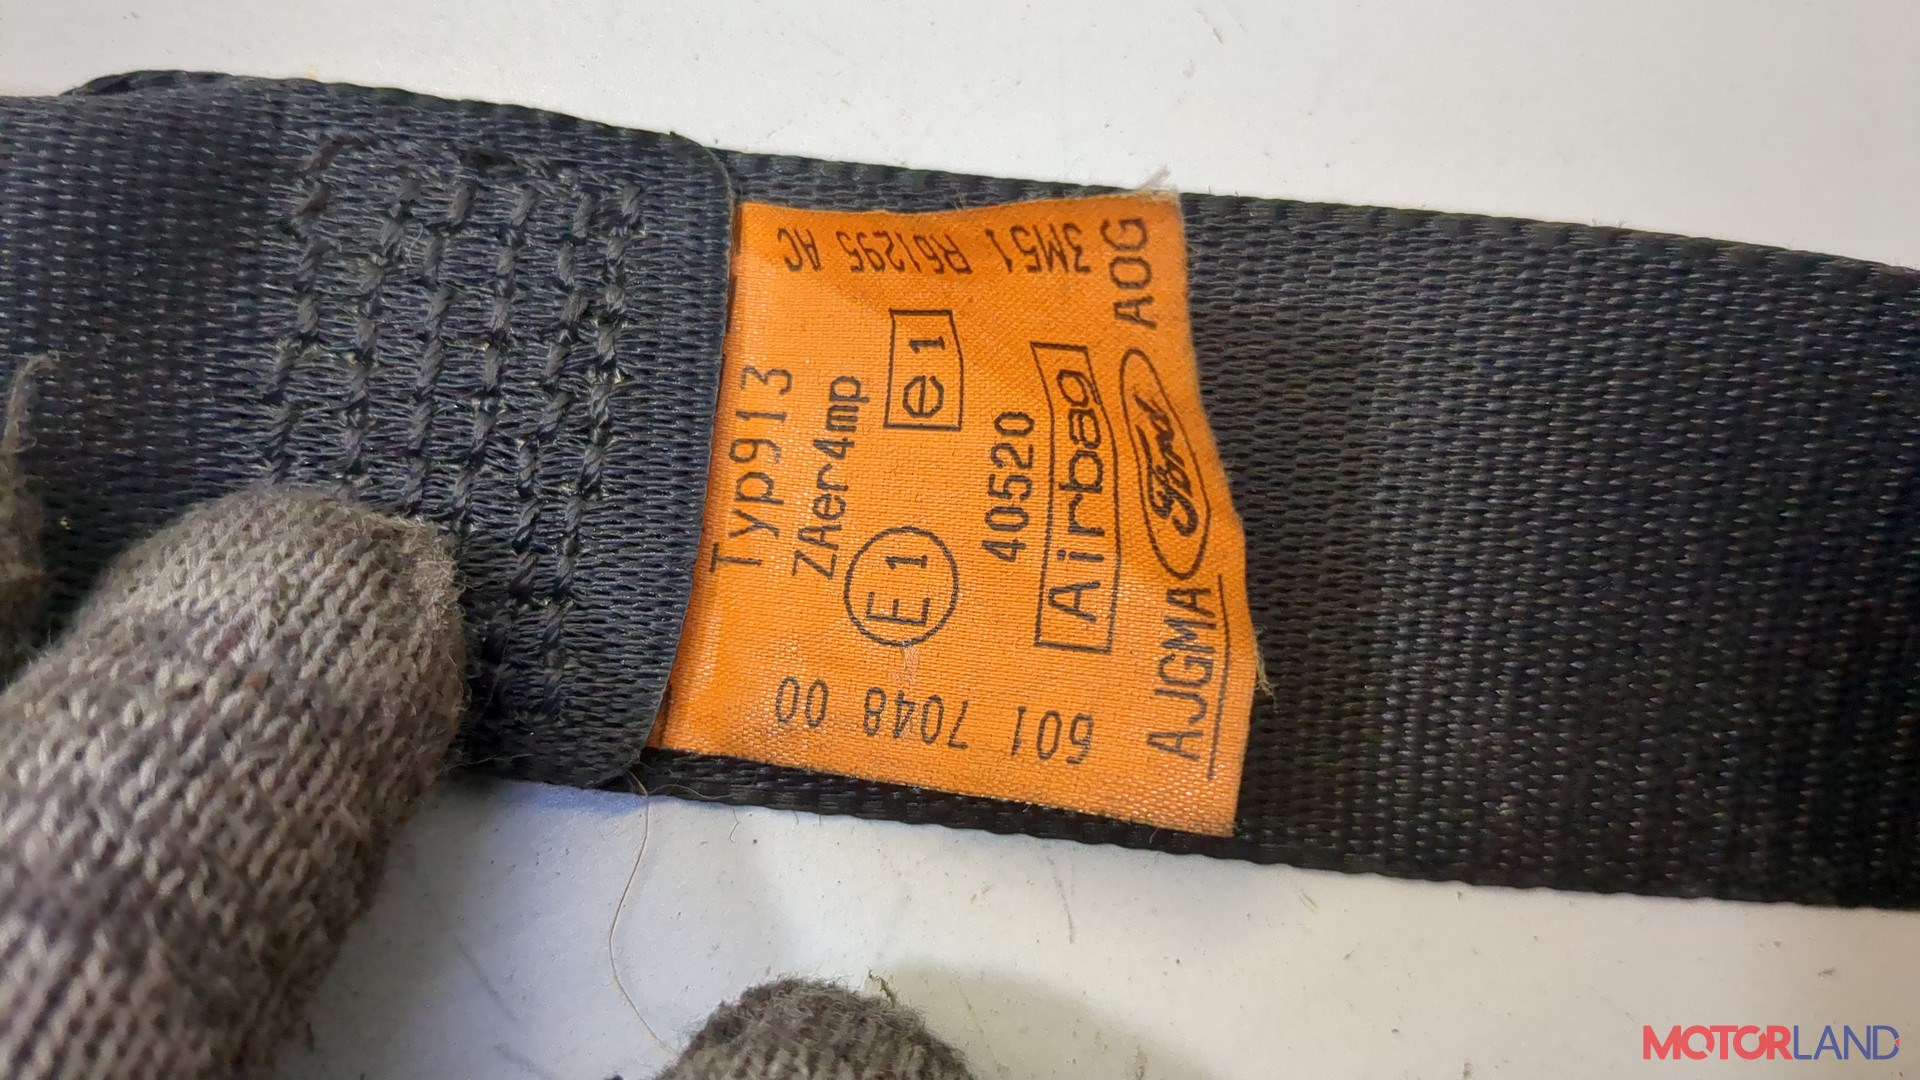 3M51 R61295 AC
Typ913
ZAer4mp
E1 e1
40520
Airbag
AJGMA Ford AOG
601 7048 00
MOTORLAND